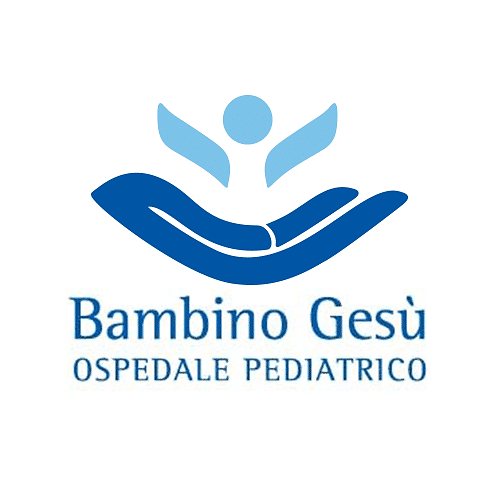 Bambino Gesù
OSPEDALE PEDIATRICO